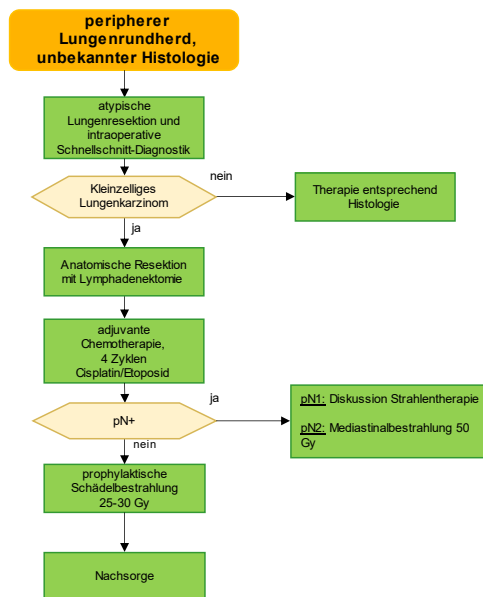 peripherer
Lungenrundherd,
unbekannter Histologie
atypische
Lungenresektion und
intraoperative
Schnellschnitt-Diagnostik
nein
Kleinzelliges
Lungenkarzinom
Therapie entsprechend
Histologie
ja
Anatomische Resektion
mit Lymphadenektomie
adjuvante
Chemotherapie,
4 Zyklen
Cisplatin/Etoposid
ja
pN+
pN1: Diskussion Strahlentherapie
pN2: Mediastinalbestrahlung 50
Gy
nein
prophylaktische
Schädelbestrahlung
25-30 Gy
Nachsorge